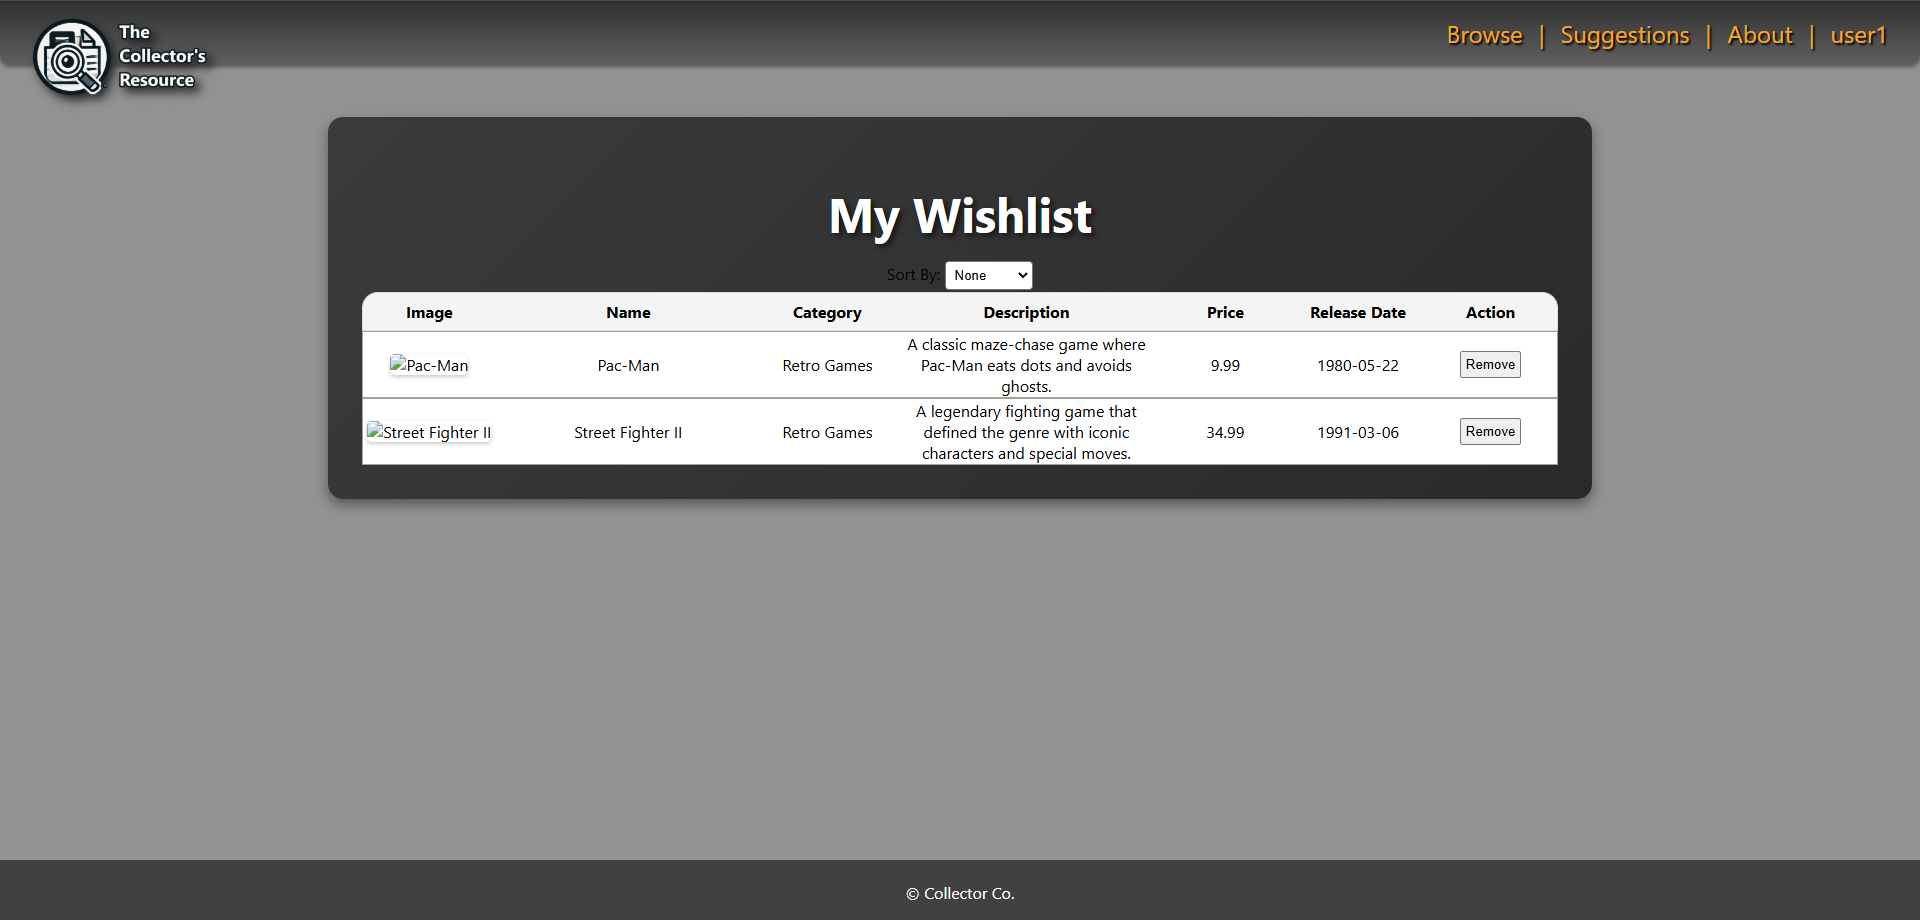 The
Collector's
Resource
Browse | Suggestions | About | user1
My Wishlist
Sort By: None
Image Name Category Description Price Release Date Action
Pac-Man Pac-Man Retro Games A classic maze-chase game where Pac-Man eats dots and avoids ghosts. 9.99 1980-05-22 Remove
Street Fighter II Street Fighter II Retro Games A legendary fighting game that defined the genre with iconic characters and special moves. 34.99 1991-03-06 Remove
© Collector Co.